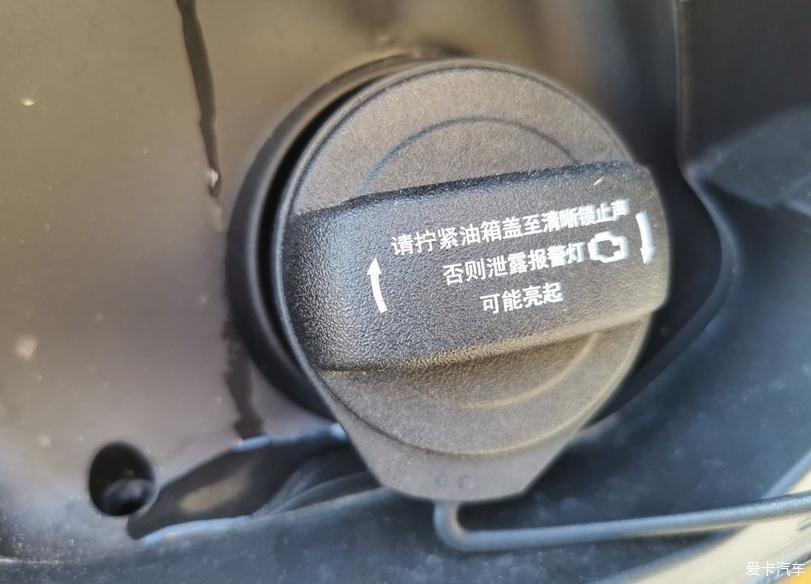 请拧紧油箱盖至清晰锁止声
否则泄露报警灯
可能亮起
爱卡汽车